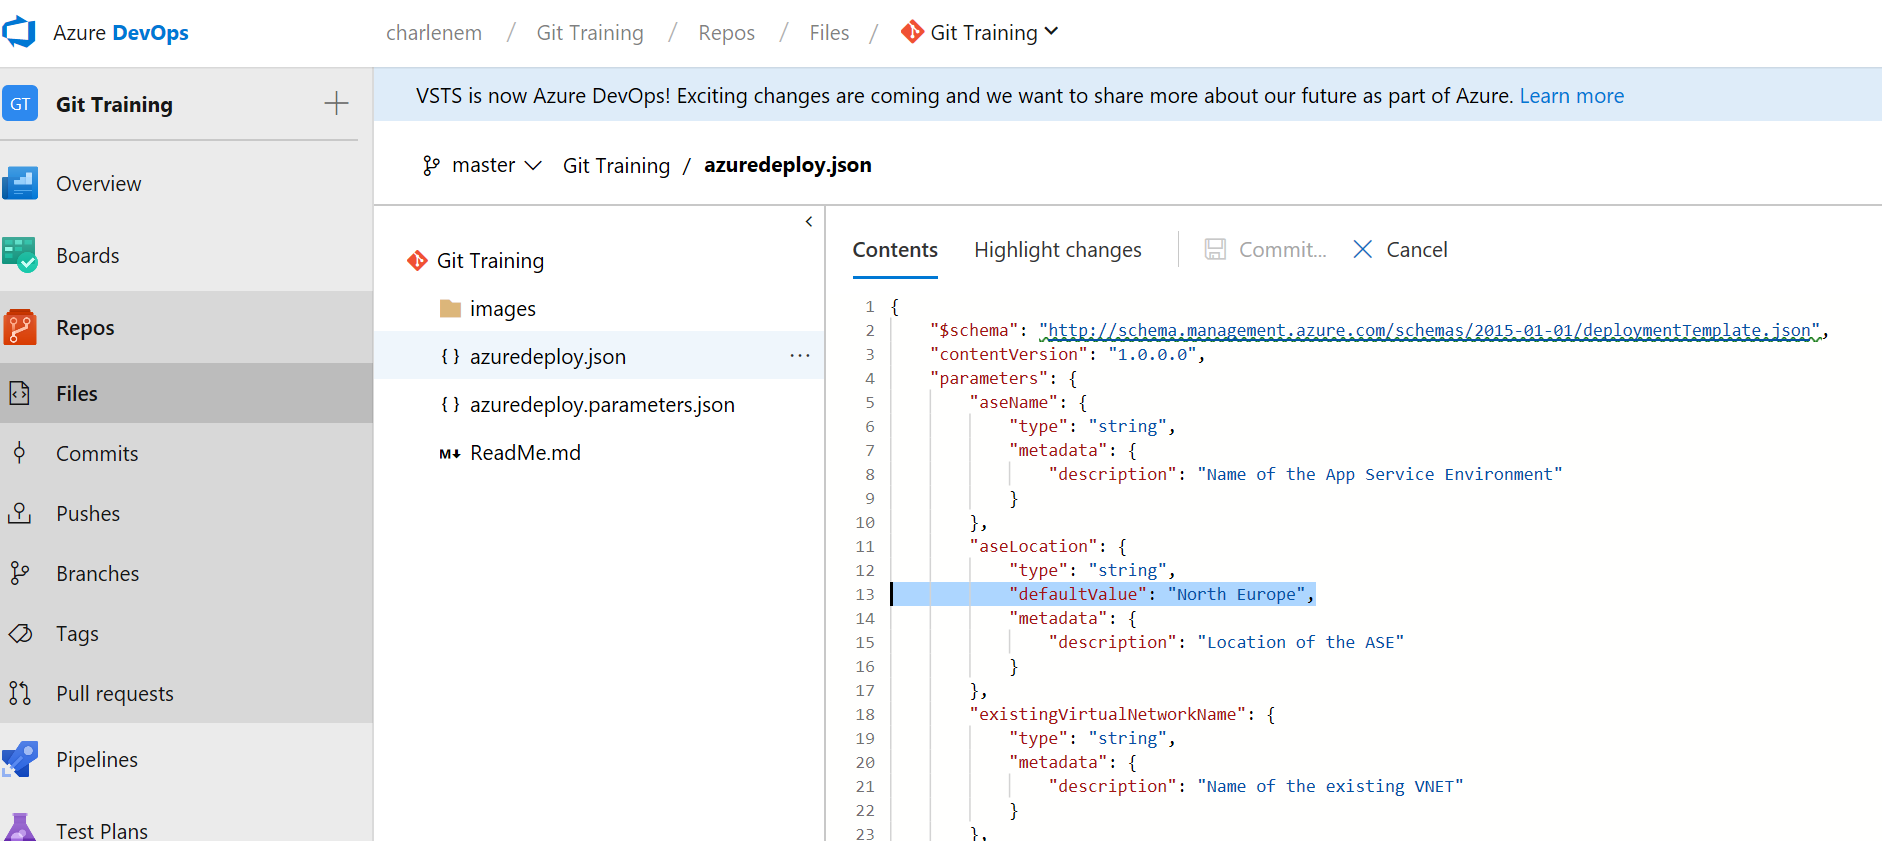 Azure DevOps
charlenem / Git Training / Repos / Files / Git Training
GT Git Training
VSTS is now Azure DevOps! Exciting changes are coming and we want to share more about our future as part of Azure. Learn more
Overview
Boards
Repos
Files
Commits
Pushes
Branches
Tags
Pull requests
Pipelines
Test Plans
master Git Training / azuredeploy.json
Git Training
images
{ } azuredeploy.json ...
{ } azuredeploy.parameters.json
M↓ ReadMe.md
Contents Highlight changes Commit... Cancel
1 {
2 "$schema": "http://schema.management.azure.com/schemas/2015-01-01/deploymentTemplate.json",
3 "contentVersion": "1.0.0.0",
4 "parameters": {
5 "aseName": {
6 "type": "string",
7 "metadata": {
8 "description": "Name of the App Service Environment"
9 }
10 },
11 "aseLocation": {
12 "type": "string",
13 "defaultValue": "North Europe",
14 "metadata": {
15 "description": "Location of the ASE"
16 }
17 },
18 "existingVirtualNetworkName": {
19 "type": "string",
20 "metadata": {
21 "description": "Name of the existing VNET"
22 }
23 },